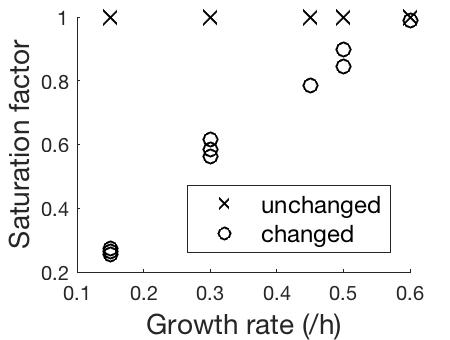 Saturation factor
1
0.8
0.6
0.4
0.2
unchanged
changed
0.1 0.2 0.3 0.4 0.5 0.6
Growth rate (/h)